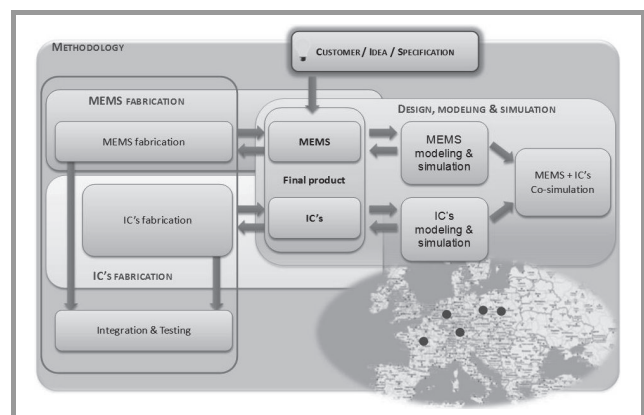 METHODOLOGY
CUSTOMER / IDEA / SPECIFICATION
MEMS FABRICATION
DESIGN, MODELING & SIMULATION
MEMS fabrication
MEMS
MEMS
modeling &
simulation
MEMS + IC's
Co-simulation
Final product
IC's fabrication
IC's
IC's
modeling &
simulation
IC'S FABRICATION
Integration & Testing